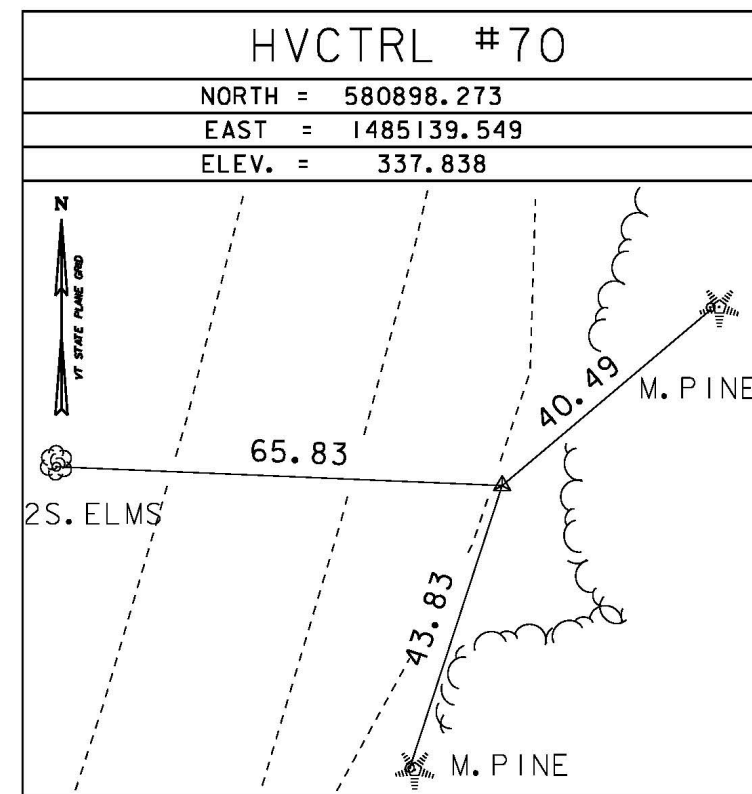 HVCTRL #70
NORTH = 580898.273
EAST = 1485139.549
ELEV. = 337.838
N
VT STATE PLANE GRID
40.49
M. PINE
65.83
2S. ELMS
43.83
M. PINE